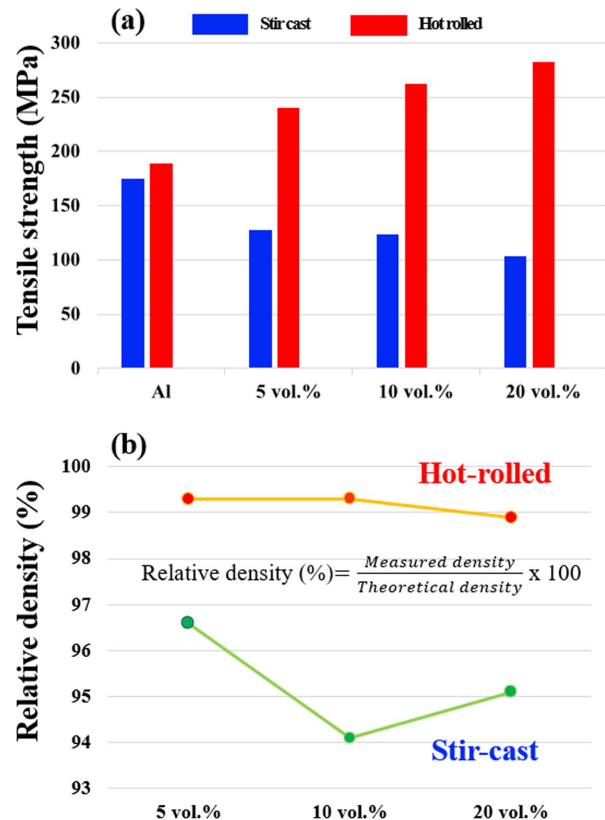 (a)
Stir cast
Hot rolled
Tensile strength (MPa)
300
250
200
150
100
50
0
Al
5 vol.%
10 vol.%
20 vol.%
(b)
Hot-rolled
Relative density (%)
100
99
98
97
96
95
94
93
Relative density (%)= Measured density / Theoretical density x 100
Stir-cast
5 vol.%
10 vol.%
20 vol.%